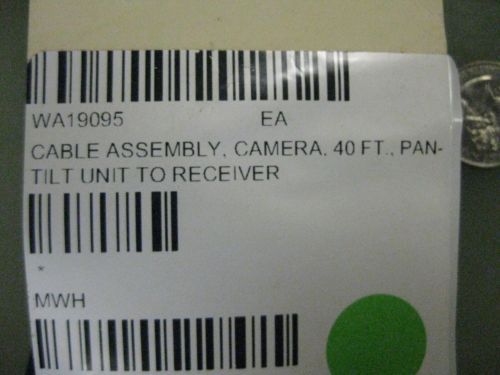 WA19095 EA
CABLE ASSEMBLY, CAMERA, 40 FT., PAN-
TILT UNIT TO RECEIVER
*
MWH